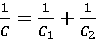 1/C = 1/C₁ + 1/C₂